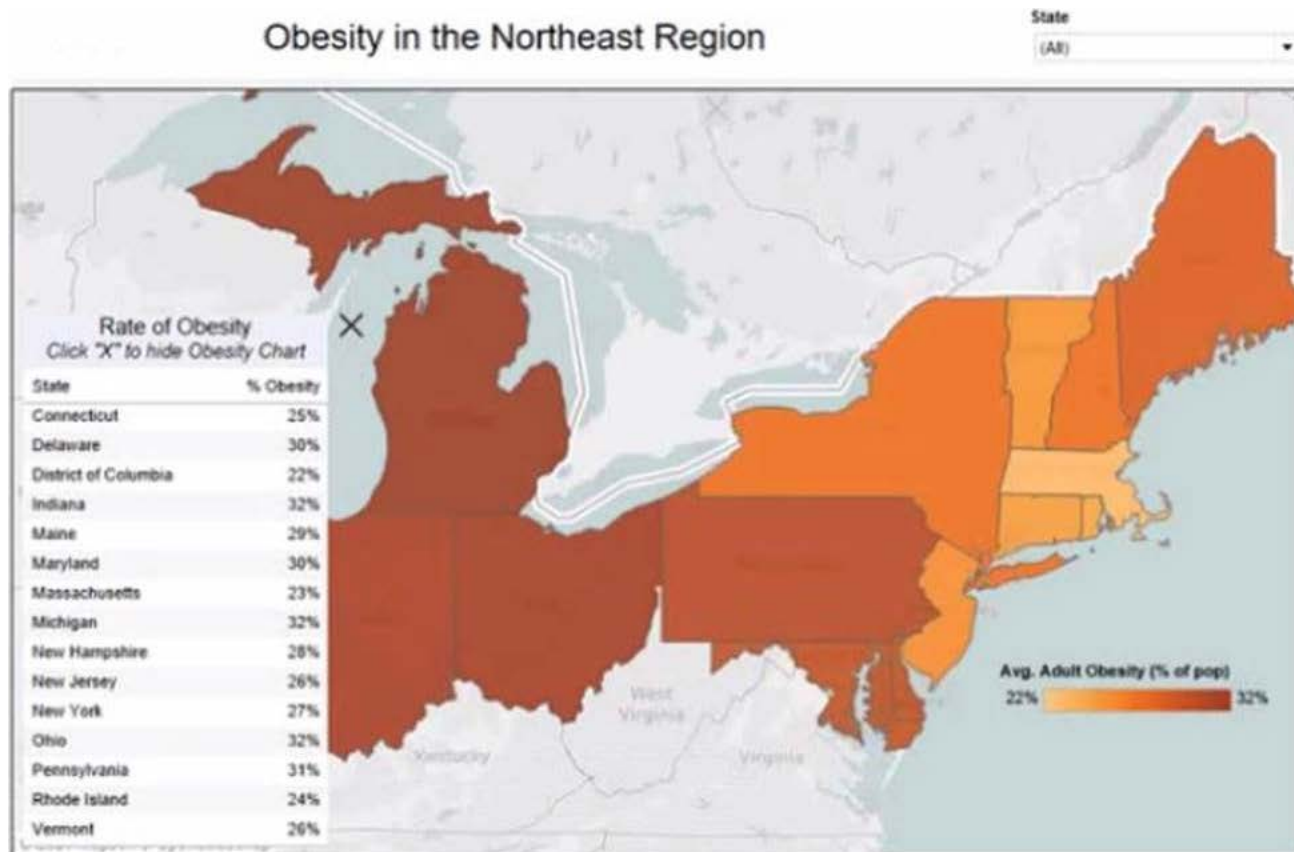 Obesity in the Northeast Region
State
(All)
Rate of Obesity
Click "X" to hide Obesity Chart
State % Obesity
Connecticut 25%
Delaware 30%
District of Columbia 22%
Indiana 32%
Maine 29%
Maryland 30%
Massachusetts 23%
Michigan 32%
New Hampshire 28%
New Jersey 26%
New York 27%
Ohio 32%
Pennsylvania 31%
Rhode Island 24%
Vermont 26%
West
Virginia
Kentucky
Virginia
Avg. Adult Obesity (% of pop)
22% 32%